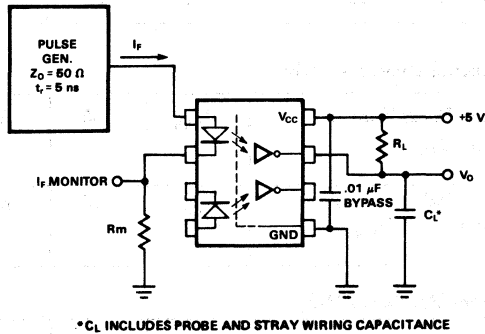 PULSE
GEN.
Z₀ = 50 Ω
tᵣ = 5 ns
I_F
V_CC
+5 V
R_L
I_F MONITOR
V_O
.01 µF
BYPASS
C_L*
Rm
GND
*C_L INCLUDES PROBE AND STRAY WIRING CAPACITANCE